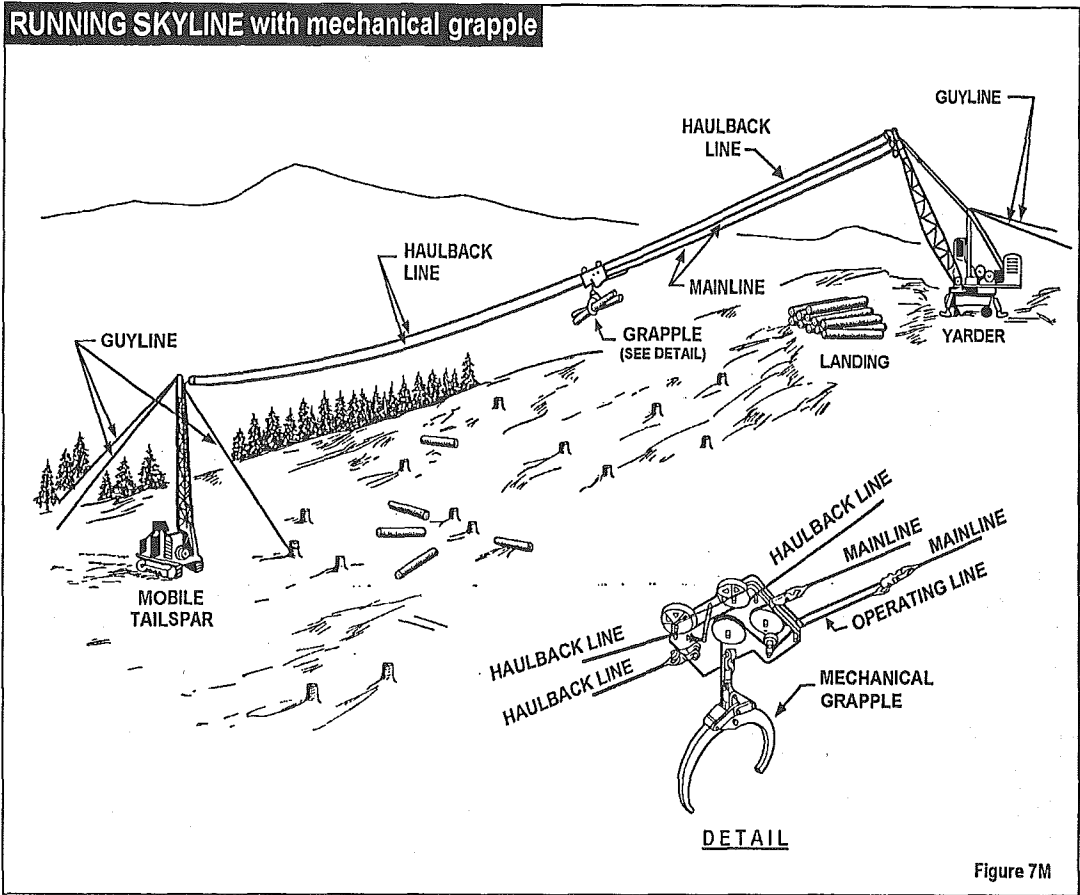 RUNNING SKYLINE with mechanical grapple
GUYLINE
HAULBACK
LINE
HAULBACK
LINE
MAINLINE
GUYLINE
GRAPPLE
(SEE DETAIL)
LANDING
YARDER
MOBILE
TAILSPAR
HAULBACK LINE
MAINLINE
MAINLINE
OPERATING LINE
HAULBACK LINE
HAULBACK LINE
MECHANICAL
GRAPPLE
DETAIL
Figure 7M